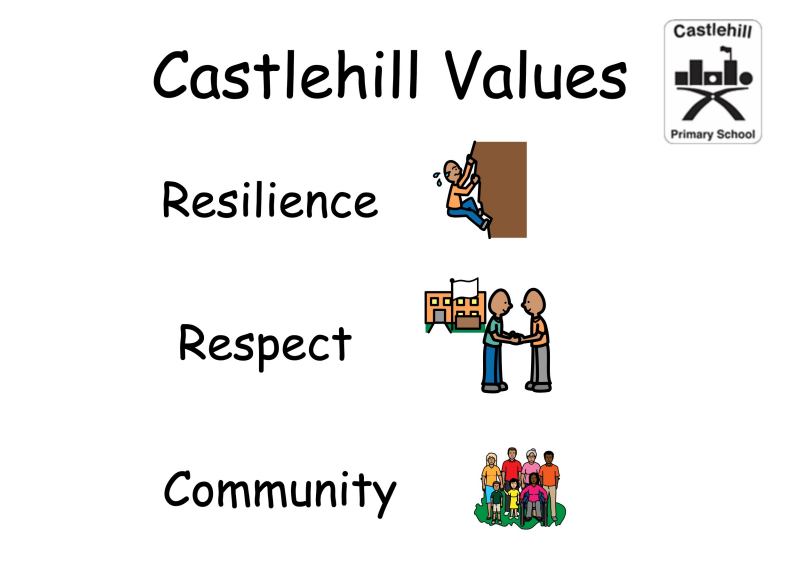 Castlehill Values
Castlehill
Primary School
Resilience
Respect
Community